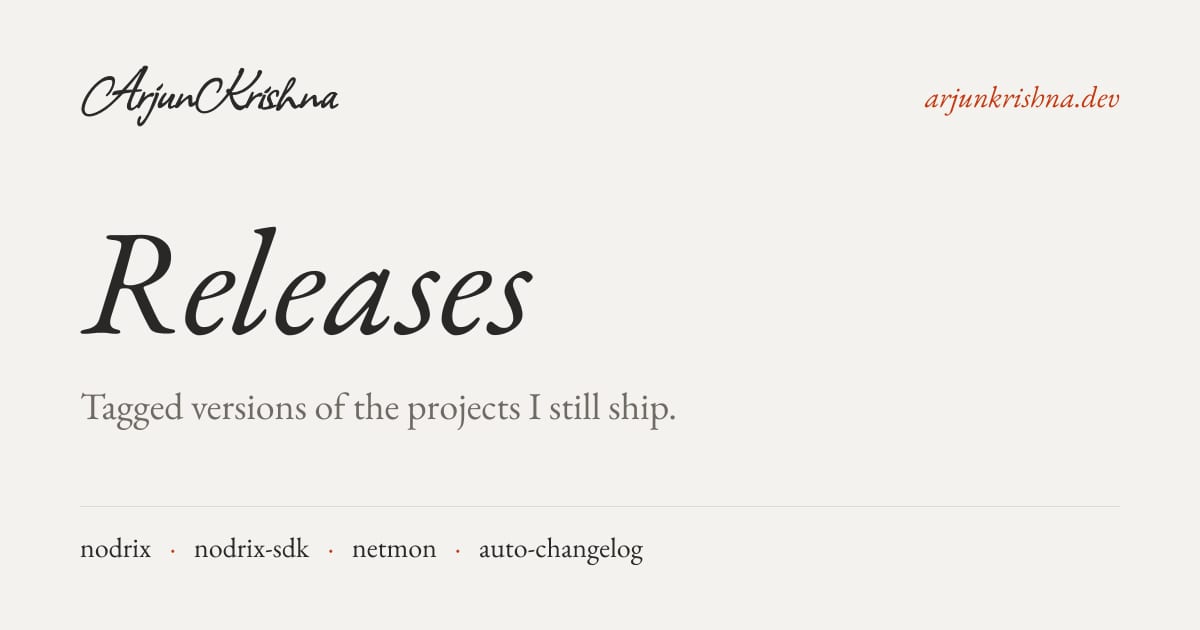 ArjunKrishna
arjunkrishna.dev
Releases
Tagged versions of the projects I still ship.
nodrix · nodrix-sdk · netmon · auto-changelog